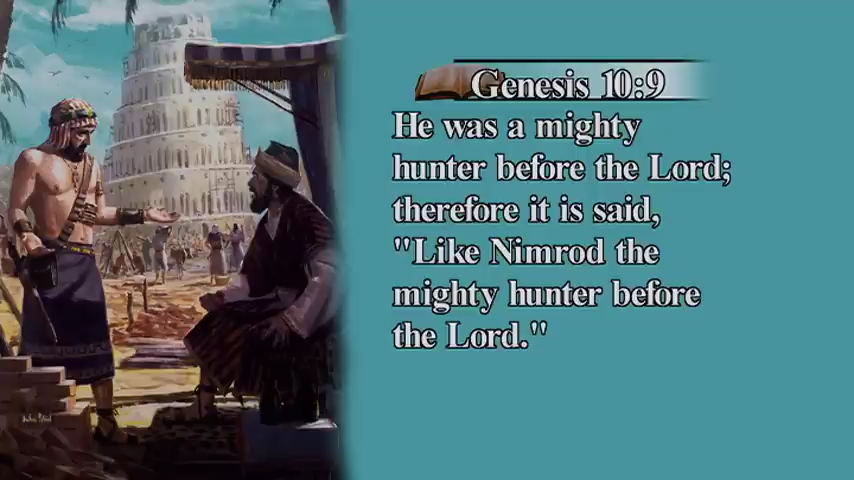 Genesis 10:9
He was a mighty
hunter before the Lord;
therefore it is said,
"Like Nimrod the
mighty hunter before
the Lord."